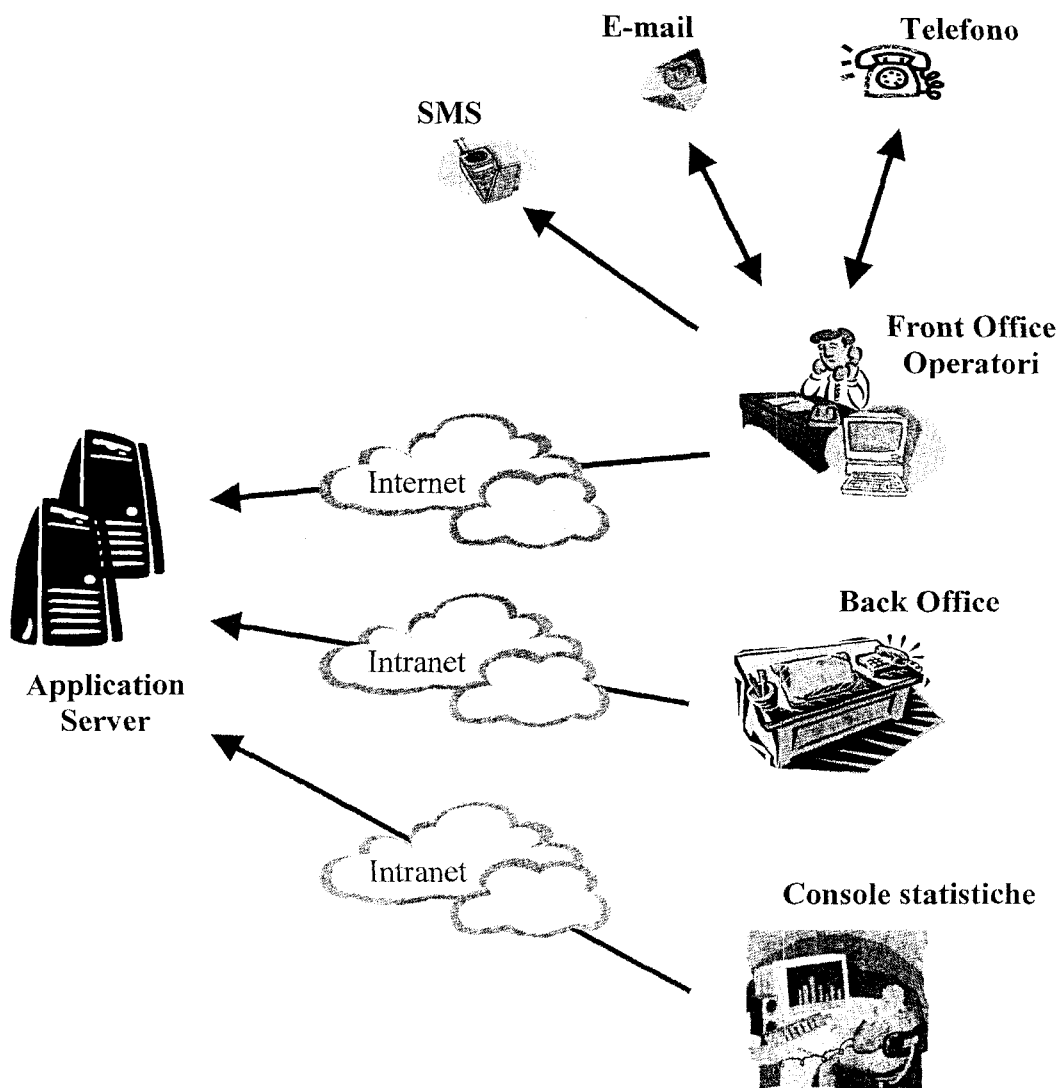 E-mail
Telefono
SMS
Front Office
Operatori
Internet
Back Office
Intranet
Application
Server
Intranet
Console statistiche